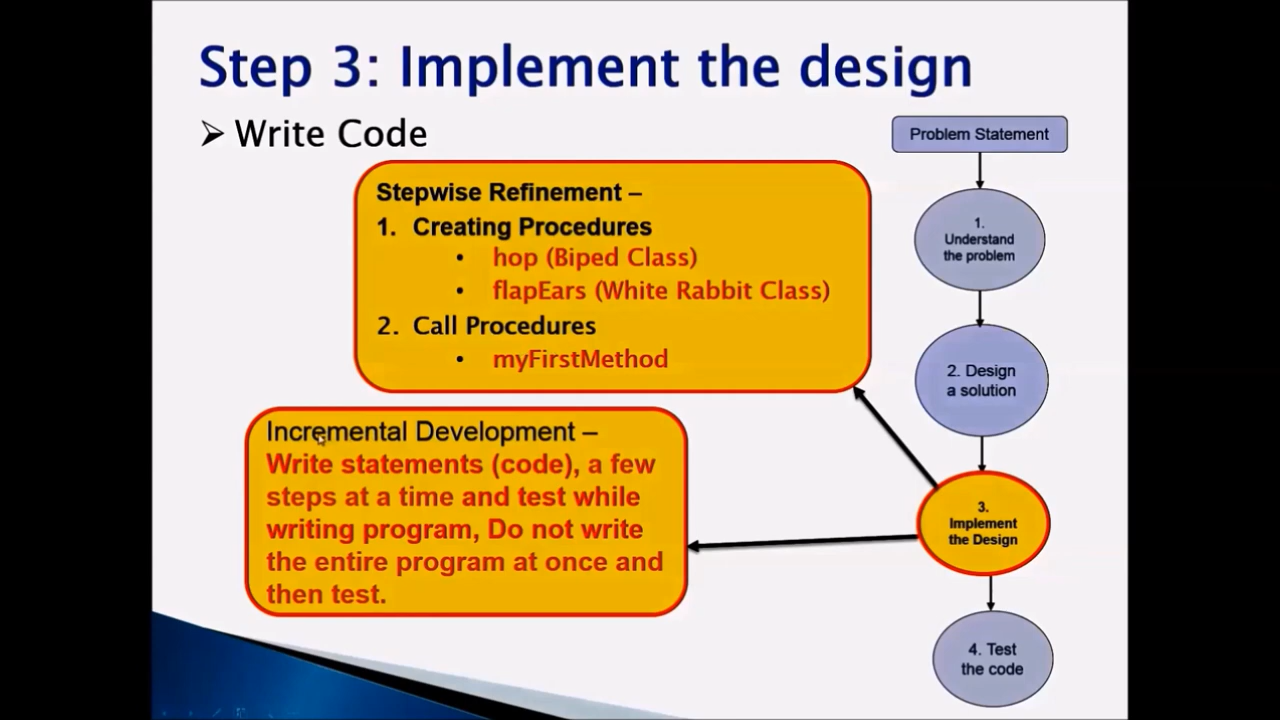 Step 3: Implement the design
➢ Write Code
Stepwise Refinement –
1. Creating Procedures
• hop (Biped Class)
• flapEars (White Rabbit Class)
2. Call Procedures
• myFirstMethod
Incremental Development –
Write statements (code), a few
steps at a time and test while
writing program, Do not write
the entire program at once and
then test.
Problem Statement
1.
Understand
the problem
2. Design
a solution
3.
Implement
the Design
4. Test
the code